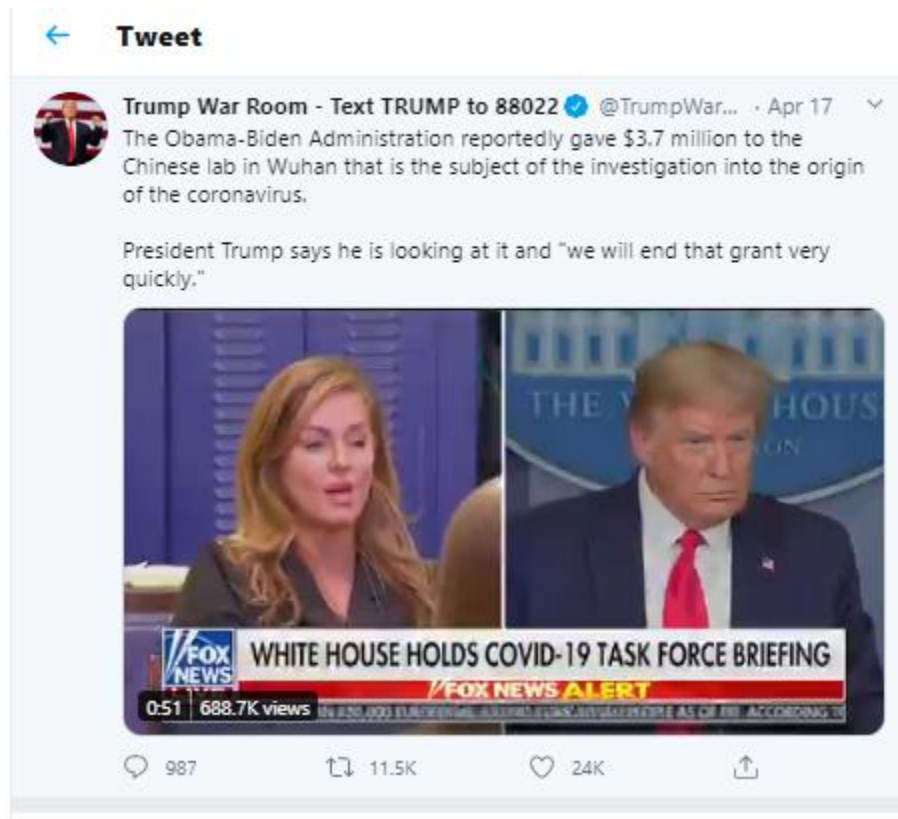 Tweet
Trump War Room - Text TRUMP to 88022 @TrumpWar... · Apr 17
The Obama-Biden Administration reportedly gave $3.7 million to the
Chinese lab in Wuhan that is the subject of the investigation into the origin
of the coronavirus.
President Trump says he is looking at it and "we will end that grant very
quickly."
THE HOUS
ON
FOX
NEWS
WHITE HOUSE HOLDS COVID-19 TASK FORCE BRIEFING
FOX NEWS ALERT
0:51 688.7K views
ACCORDING
987 11.5K 24K